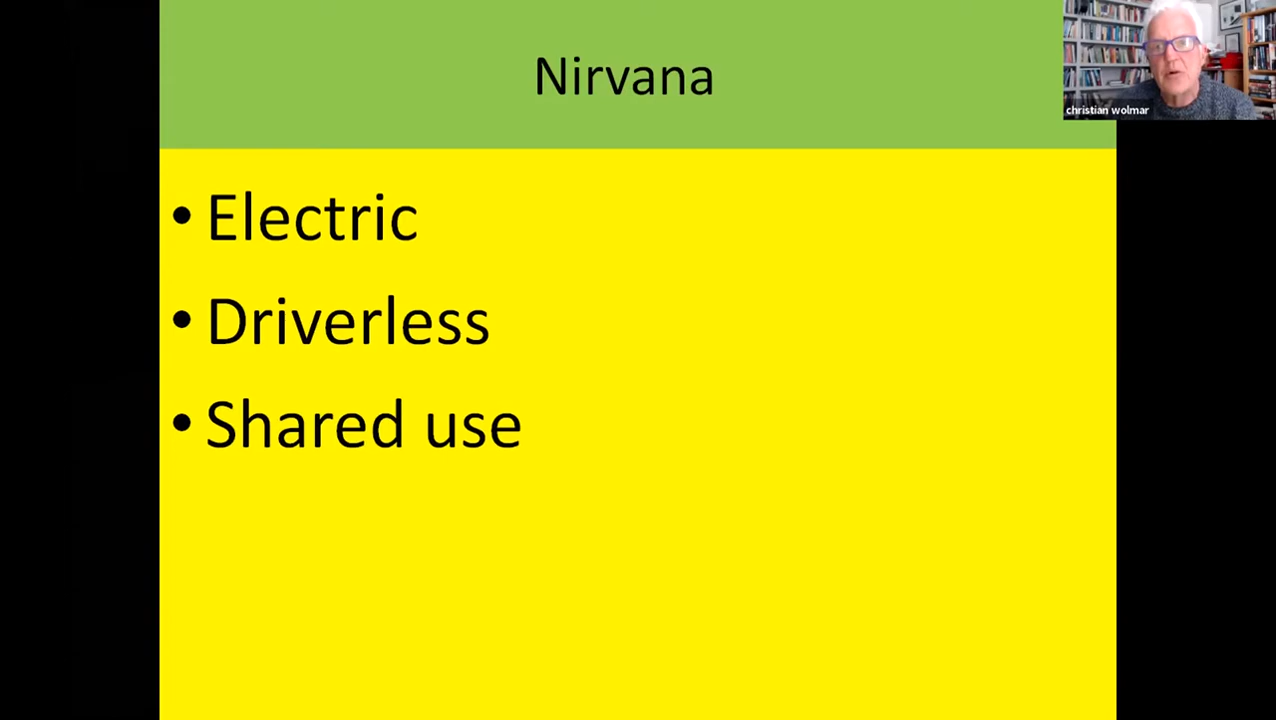 Nirvana
christian wolmar
• Electric
• Driverless
• Shared use